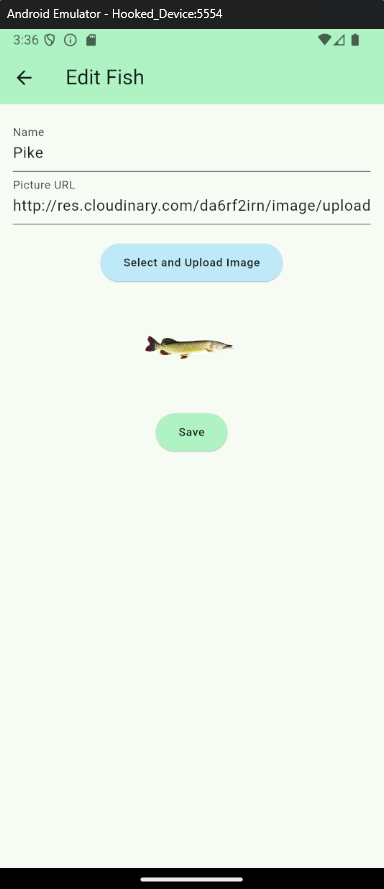 Android Emulator - Hooked_Device:5554
3:36
Edit Fish
Name
Pike
Picture URL
http://res.cloudinary.com/da6rf2irn/image/upload
Select and Upload Image
Save